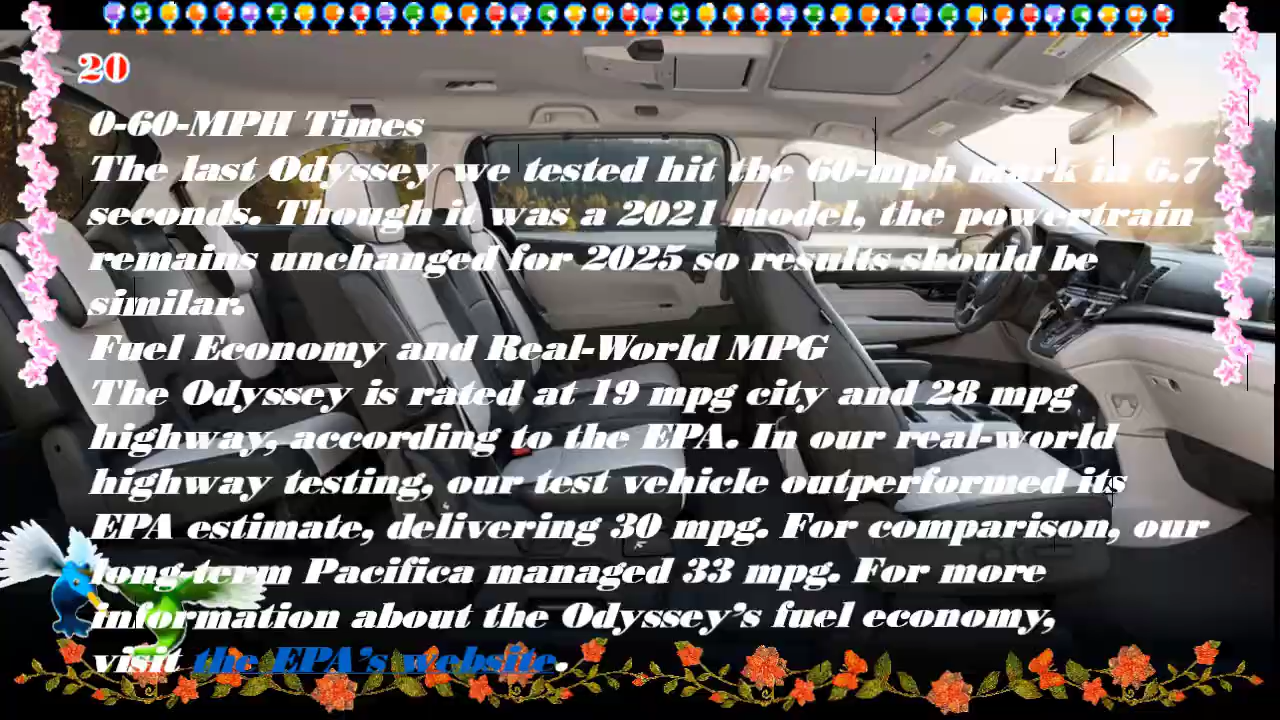 20
0-60-MPH Times
The last Odyssey we tested hit the 60-mph mark in 6.7
seconds. Though it was a 2021 model, the powertrain
remains unchanged for 2025 so results should be
similar.
Fuel Economy and Real-World MPG
The Odyssey is rated at 19 mpg city and 28 mpg
highway, according to the EPA. In our real-world
highway testing, our test vehicle outperformed its
EPA estimate, delivering 30 mpg. For comparison, our
long-term Pacifica managed 33 mpg. For more
information about the Odyssey’s fuel economy,
visit the EPA’s website.